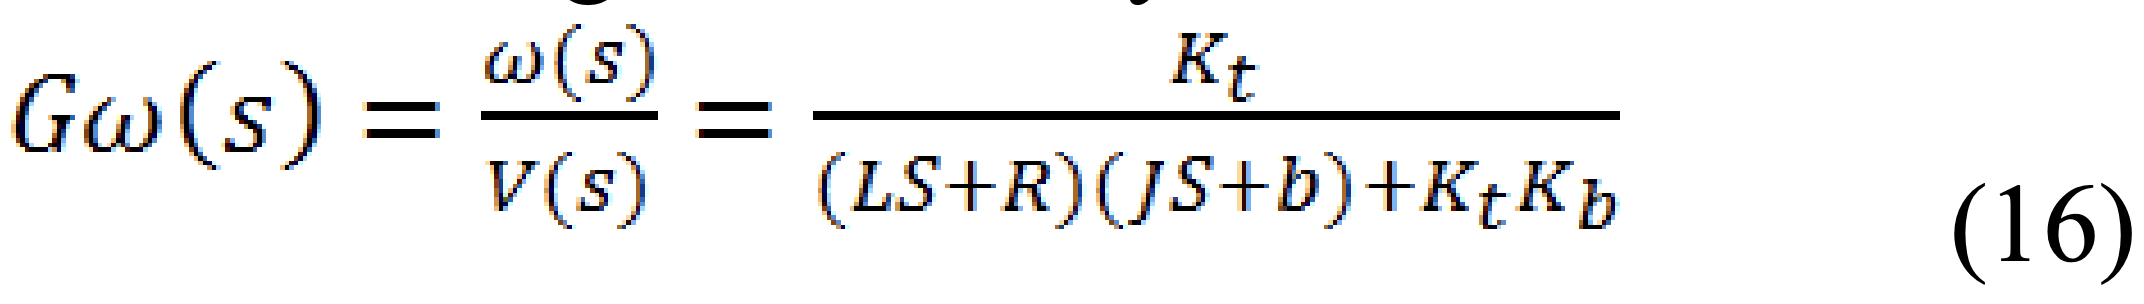 Gω(s) = ω(s)/V(s) = K_t/((LS+R)(JS+b)+K_tK_b) (16)